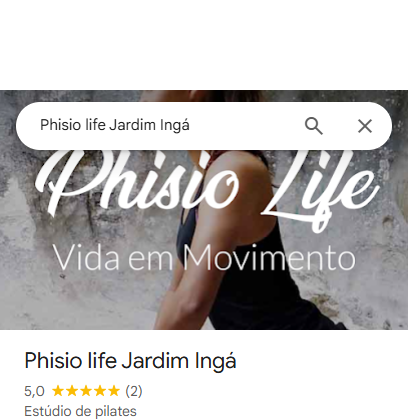 Phisio life Jardim Ingá
Phisio Life
Vida em Movimento
Phisio life Jardim Ingá
5,0 ★★★★★ (2)
Estúdio de pilates